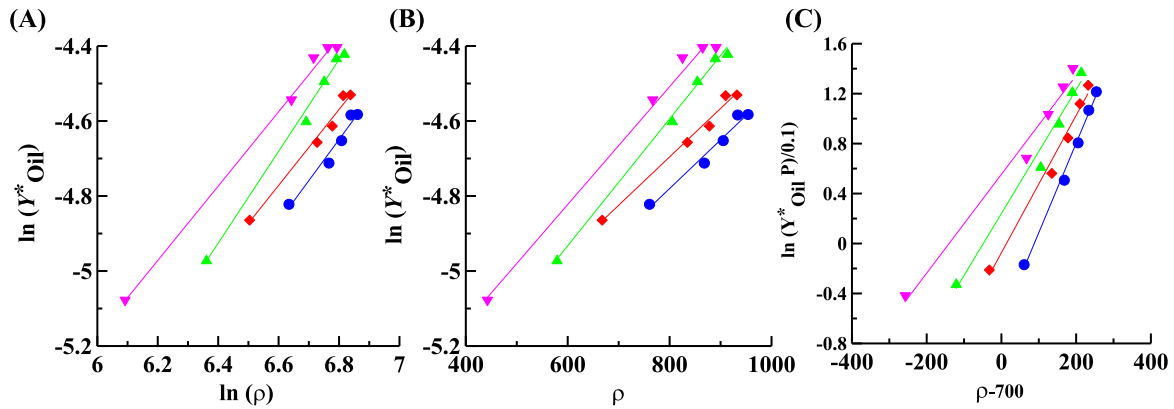 (A)
ln (Y*Oil)
-4.4
-4.6
-4.8
-5
-5.2
6 6.2 6.4 6.6 6.8 7
ln (ρ)
(B)
ln (Y*Oil)
-4.4
-4.6
-4.8
-5
-5.2
400 600 800 1000
ρ
(C)
ln (Y*Oil P)/0.1)
1.6
1.2
0.8
0.4
0
-0.4
-0.8
-400 -200 0 200 400
ρ-700